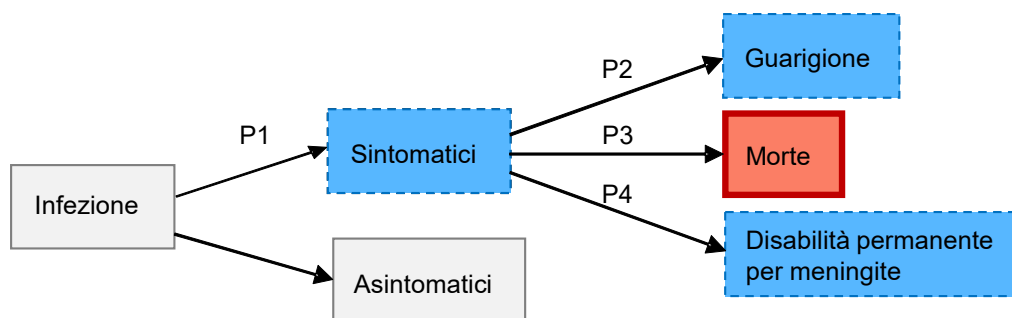 Infezione
P1
Sintomatici
Asintomatici
P2
Guarigione
P3
Morte
P4
Disabilità permanente
per meningite